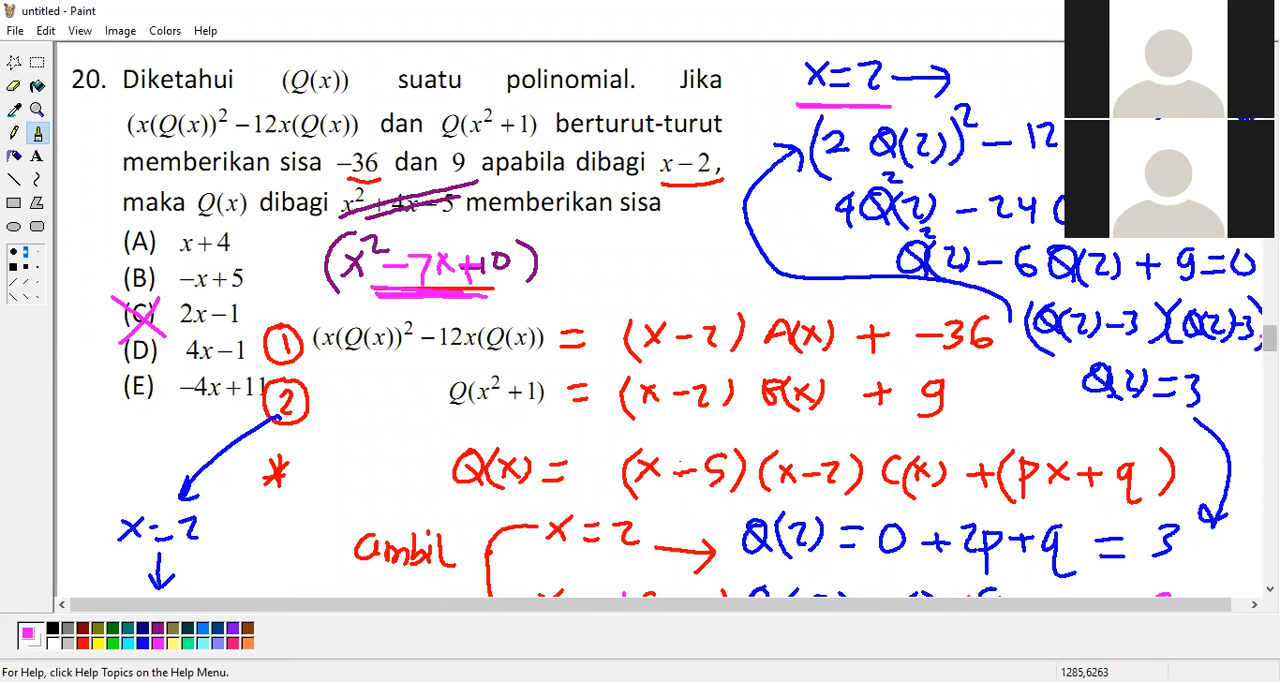 untitled - Paint
File Edit View Image Colors Help
20. Diketahui (Q(x)) suatu polinomial. Jika
(x(Q(x))² −12x(Q(x)) dan Q(x² +1) berturut-turut
memberikan sisa −36 dan 9 apabila dibagi x−2,
maka Q(x) dibagi x² + 4x − 5 memberikan sisa
(A) x+4
(B) −x+5
(C) 2x−1
(D) 4x−1
(E) −4x+11
(x² −7x+10)
x=2 →
(2 Q(2))² − 12
4Q²(2) − 24
Q²(2) − 6 Q(2) + 9=0
(Q(2)−3)(Q(2)−3)
Q(2)=3
1 (x(Q(x))² −12x(Q(x)) = (x−2) A(x) + −36
2 Q(x² +1) = (x−2) B(x) + 9
* Q(x) = (x−5)(x−2) C(x) + (px+q)
x=2
ambil x=2 → Q(2) = 0 + 2p+q = 3
For Help, click Help Topics on the Help Menu.
1285,6263